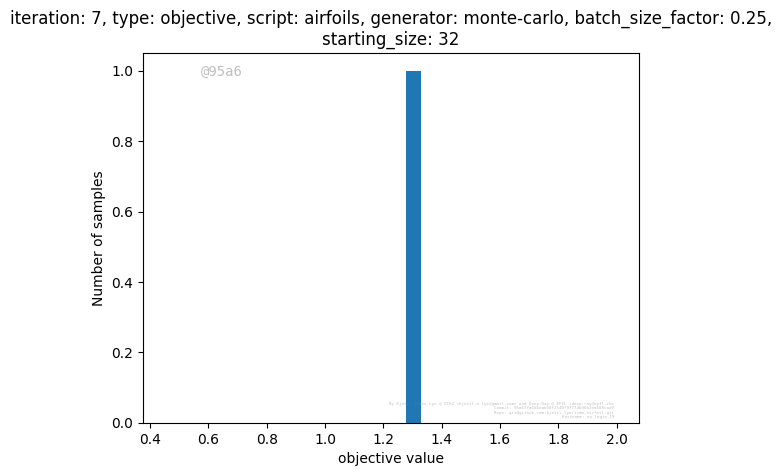 iteration: 7, type: objective, script: airfoils, generator: monte-carlo, batch_size_factor: 0.25,
starting_size: 32
@95a6
1.0
0.8
0.6
0.4
0.2
0.0
Number of samples
0.4 0.6 0.8 1.0 1.2 1.4 1.6 1.8 2.0
objective value